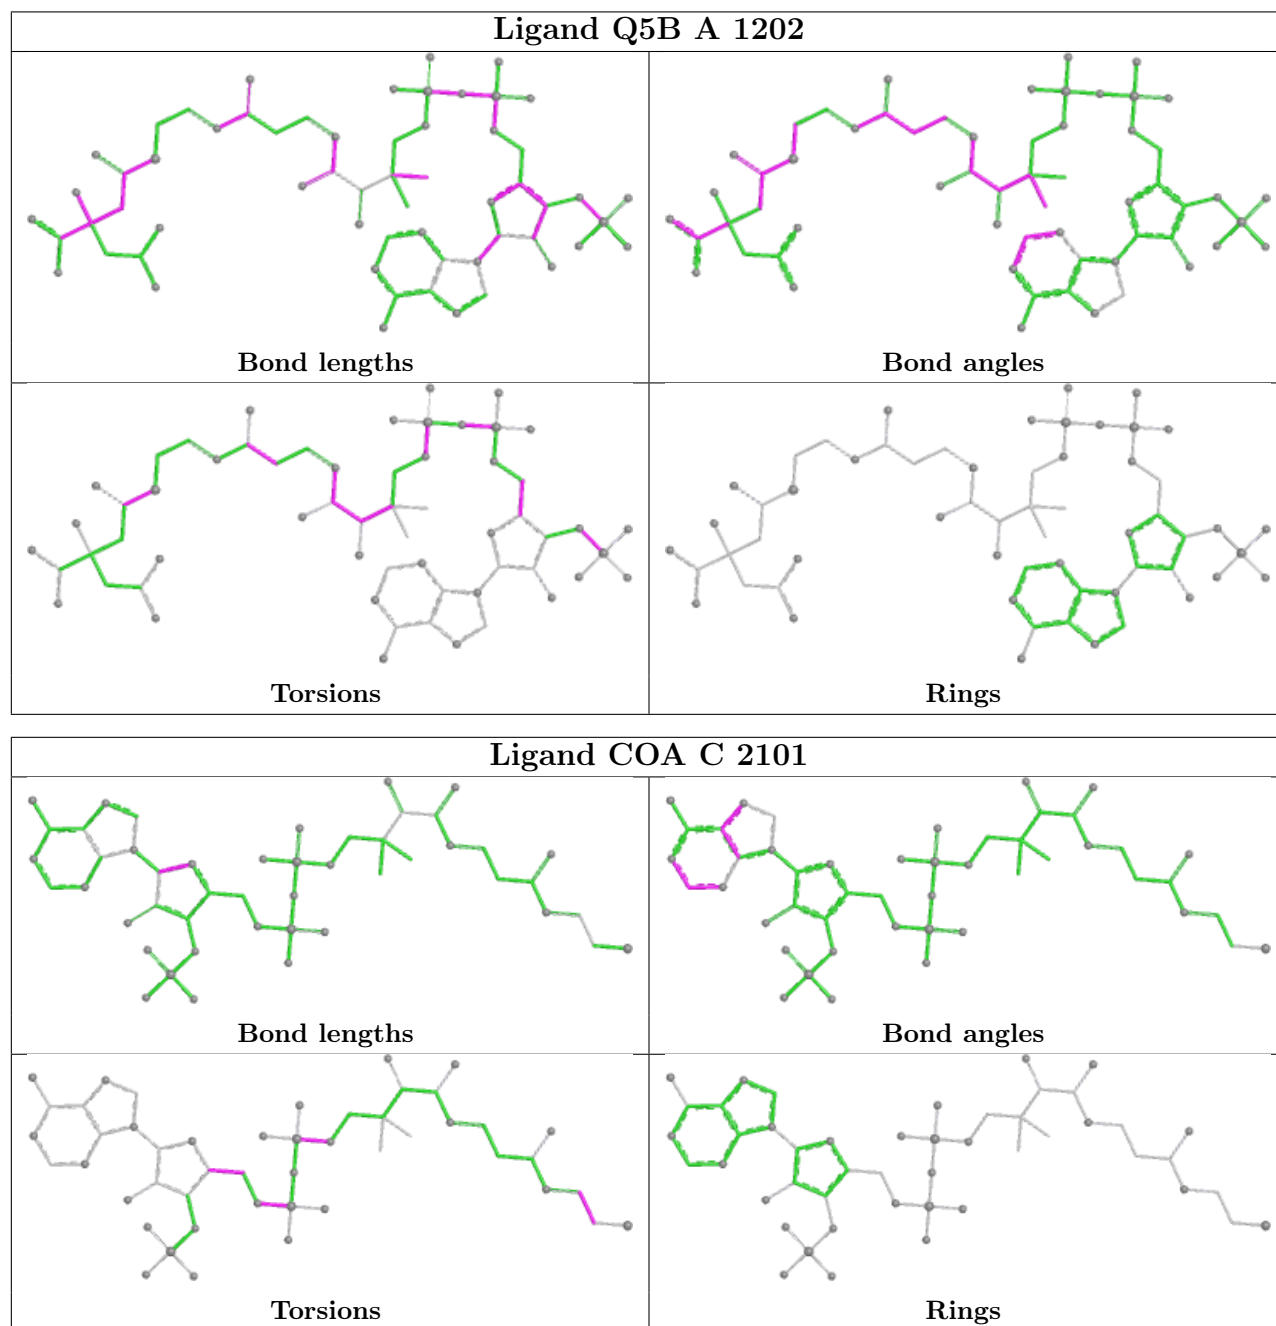 Ligand Q5B A 1202
Bond lengths
Bond angles
Torsions
Rings
Ligand COA C 2101
Bond lengths
Bond angles
Torsions
Rings